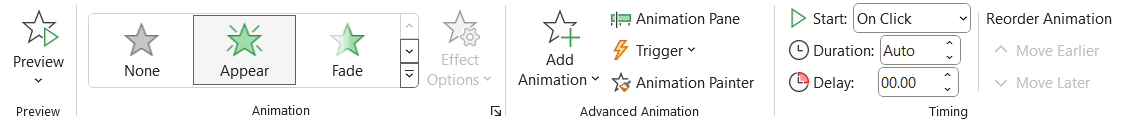 Preview
Preview
None
Appear
Fade
Effect
Options
Animation
Add
Animation
Animation Pane
Trigger
Animation Painter
Advanced Animation
Start: On Click
Duration: Auto
Delay: 00.00
Timing
Reorder Animation
Move Earlier
Move Later